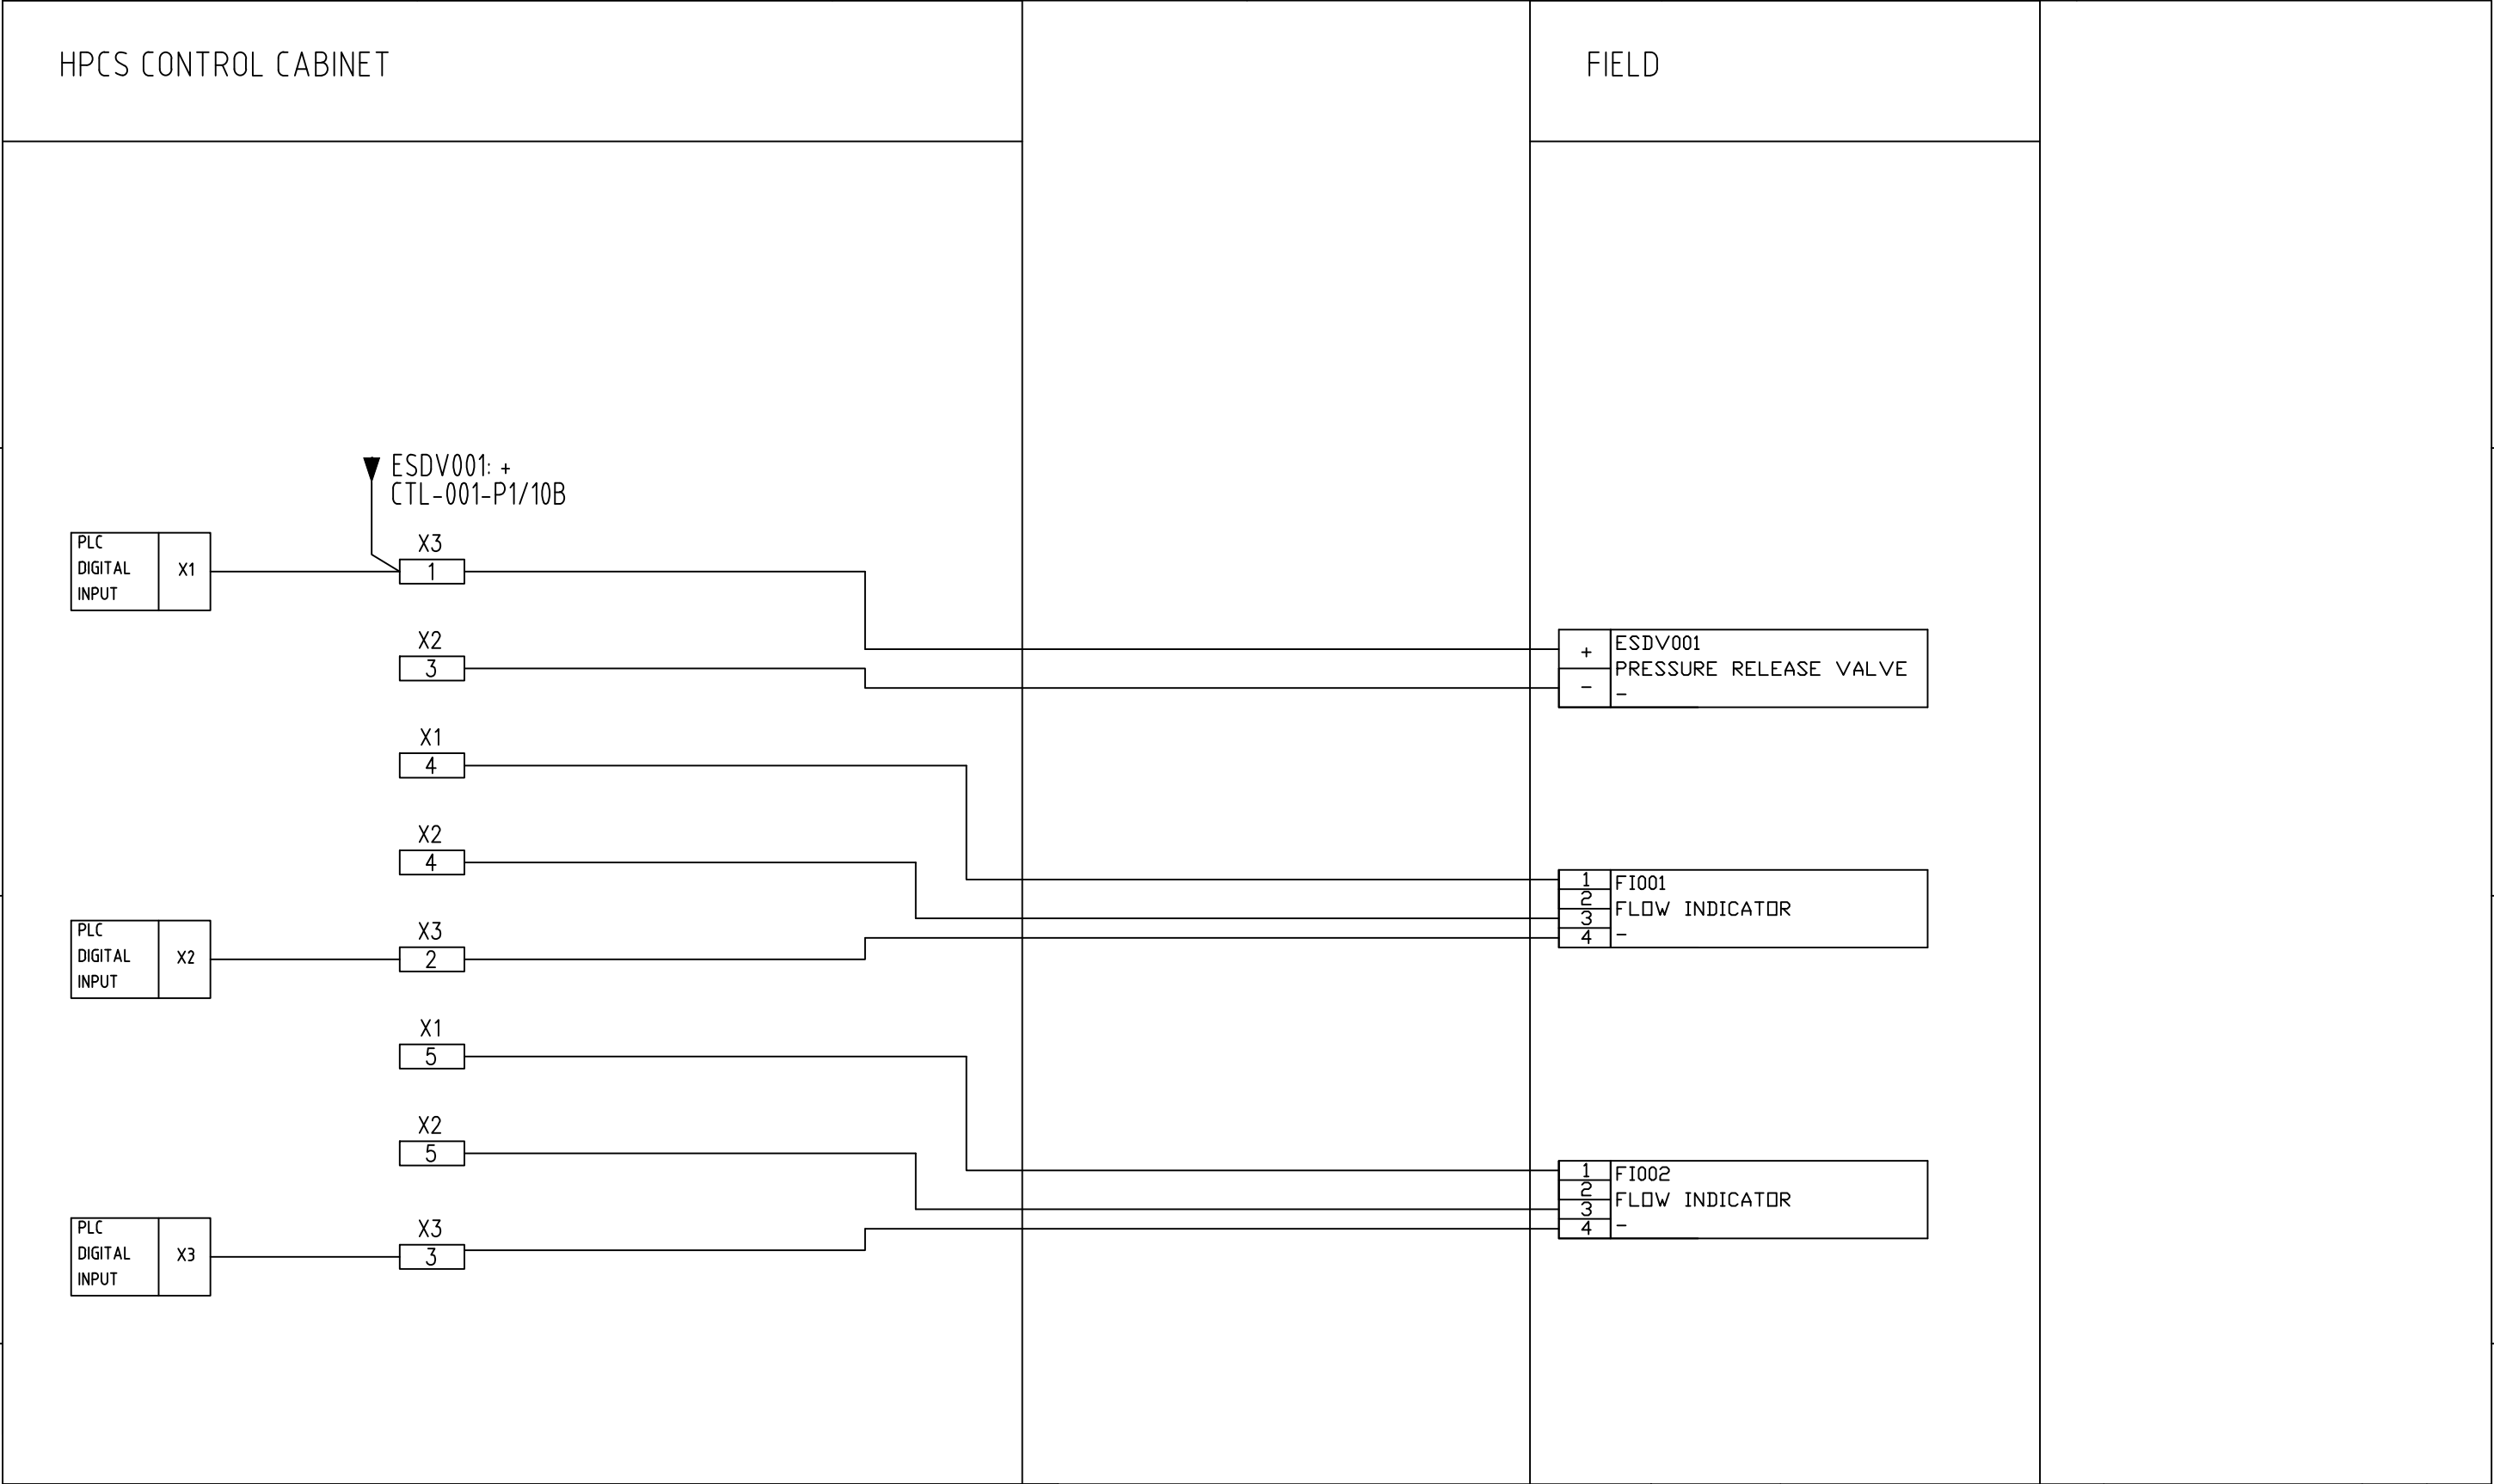 HPCS CONTROL CABINET
FIELD
ESDV001: +
CTL-001-P1/10B
PLC
DIGITAL
INPUT
X1
X3
1
X2
3
+
-
ESDV001
PRESSURE RELEASE VALVE
-
X1
4
X2
4
1
2
3
4
FI001
FLOW INDICATOR
-
PLC
DIGITAL
INPUT
X2
X3
2
X1
5
X2
5
1
2
3
4
FI002
FLOW INDICATOR
-
PLC
DIGITAL
INPUT
X3
X3
3